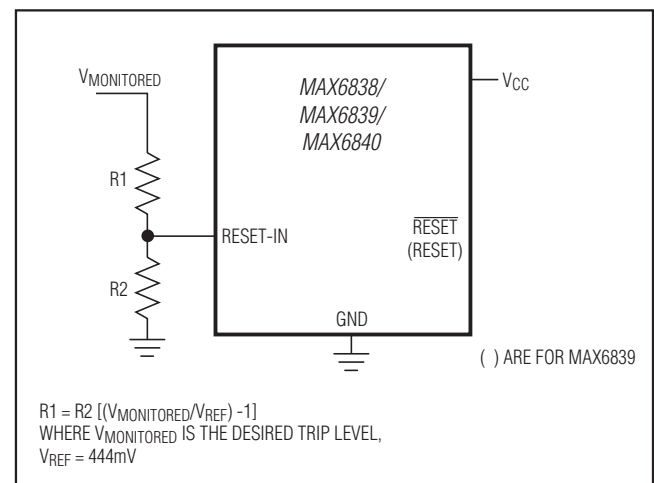 VMONITORED
MAX6838/
MAX6839/
MAX6840
VCC
R1
RESET-IN
RESET
(RESET)
R2
GND
( ) ARE FOR MAX6839
R1 = R2 [(VMONITORED/VREF) -1]
WHERE VMONITORED IS THE DESIRED TRIP LEVEL,
VREF = 444mV